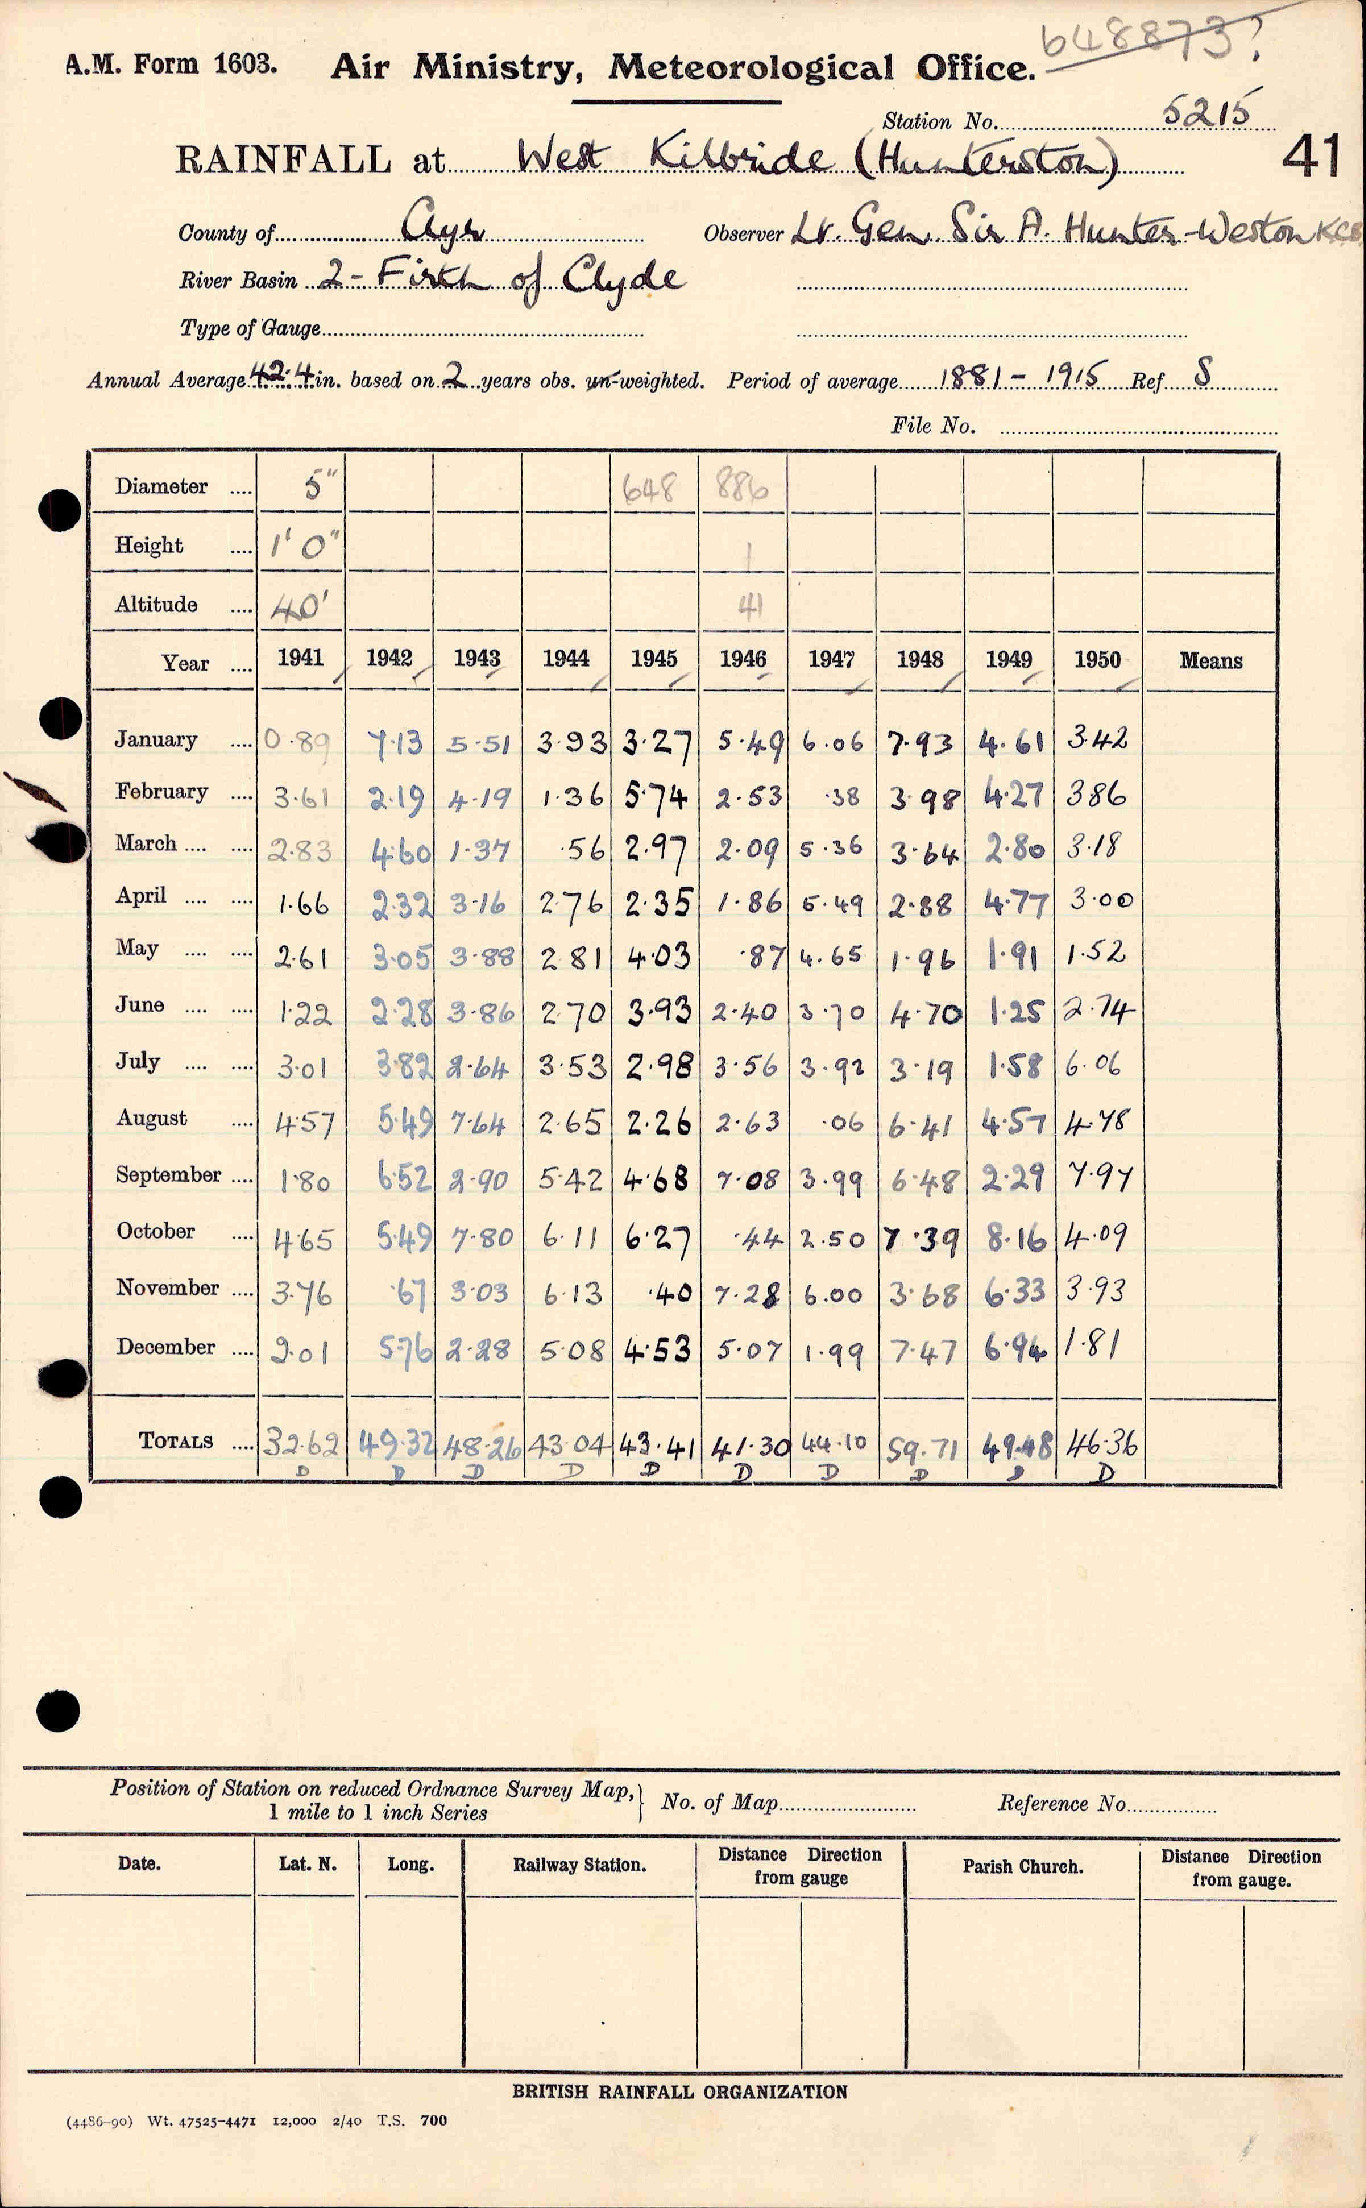 648873?
A.M. Form 1603. Air Ministry, Meteorological Office.
Station No. 5215
RAINFALL at West Kilbride (Hunterston) 41
County of Ayr Observer Lt. Gen. Sir A. Hunter-Weston KCB
River Basin 2 - Firth of Clyde
Type of Gauge
Annual Average 42.4 in. based on 2 years obs. un-weighted. Period of average 1881 - 1915 Ref S
File No.
Diameter .... 5" 648 886
Height .... 1' 0" 1
Altitude .... 40' 41
Year .... 1941 1942 1943 1944 1945 1946 1947 1948 1949 1950 Means
January .... 0.89 7.13 5.51 3.93 3.27 5.49 6.06 7.93 4.61 3.42
February .... 3.61 2.19 4.19 1.36 5.74 2.53 .38 3.98 4.27 3.86
March .... .... 2.83 4.60 1.37 .56 2.97 2.09 5.36 3.64 2.80 3.18
April .... .... 1.66 2.32 3.16 2.76 2.35 1.86 5.49 2.88 4.77 3.00
May .... .... 2.61 3.05 3.88 2.81 4.03 .87 4.65 1.96 1.91 1.52
June .... .... 1.22 2.28 3.86 2.70 3.93 2.40 3.70 4.70 1.25 2.74
July .... .... 3.01 3.82 2.64 3.53 2.98 3.56 3.92 3.19 1.58 6.06
August .... 4.57 5.49 7.64 2.65 2.26 2.63 .06 6.41 4.57 4.78
September .... 1.80 6.52 2.90 5.42 4.68 7.08 3.99 6.48 2.29 7.97
October .... 4.65 5.49 7.80 6.11 6.27 .44 2.50 7.39 8.16 4.09
November .... 3.76 .67 3.03 6.13 .40 7.28 6.00 3.68 6.33 3.93
December .... 2.01 5.76 2.28 5.08 4.53 5.07 1.99 7.47 6.94 1.81
TOTALS .... 32.62 49.32 48.26 43.04 43.41 41.30 44.10 59.71 49.48 46.36
D D D D D D D D D D
Position of Station on reduced Ordnance Survey Map, } No. of Map Reference No.
1 mile to 1 inch Series
Date. Lat. N. Long. Railway Station. Distance Direction from gauge Parish Church. Distance Direction from gauge.
BRITISH RAINFALL ORGANIZATION
(4486-90) Wt. 47525-4471 12,000 2/40 T.S. 700